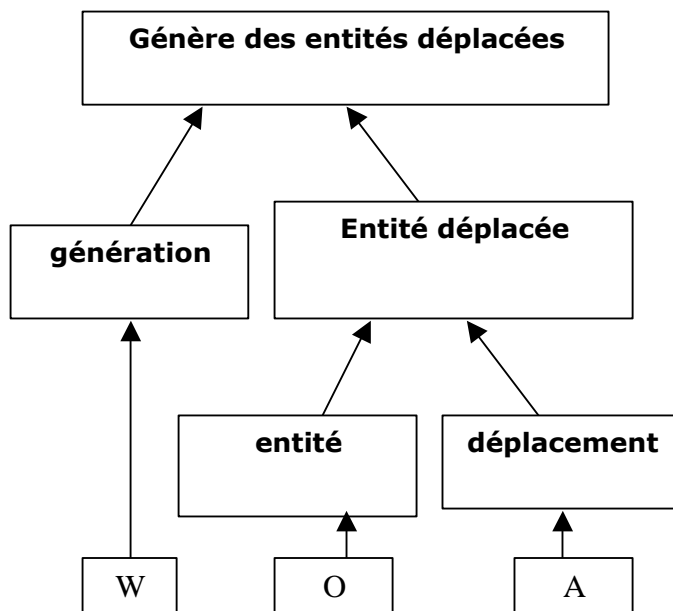 Génère des entités déplacées
génération
Entité déplacée
entité
déplacement
W
O
A